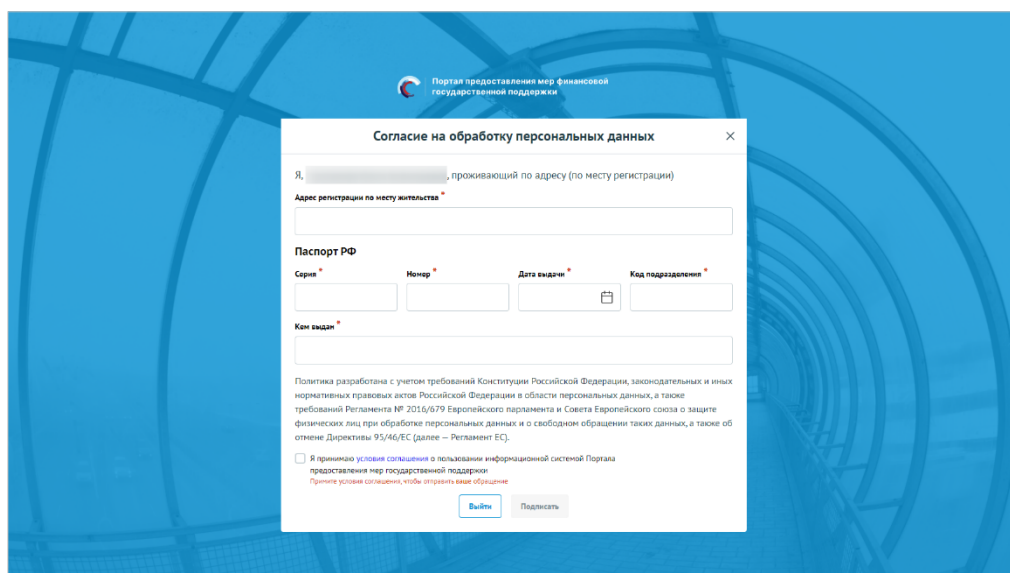 Портал предоставления мер финансовой
государственной поддержки
Согласие на обработку персональных данных
Я, , проживающий по адресу (по месту регистрации)
Адрес регистрации по месту жительства *
Паспорт РФ
Серия * Номер * Дата выдачи * Код подразделения *
Кем выдан *
Политика разработана с учетом требований Конституции Российской Федерации, законодательных и иных
нормативных правовых актов Российской Федерации в области персональных данных, а также
требований Регламента № 2016/679 Европейского парламента и Совета Европейского союза о защите
физических лиц при обработке персональных данных и о свободном обращении таких данных, а также об
отмене Директивы 95/46/ЕС (далее — Регламент ЕС).
Я принимаю условия соглашения о пользовании информационной системой Портала
предоставления мер государственной поддержки
Примите условия соглашения, чтобы отправить ваше обращение
Выйти Подписать